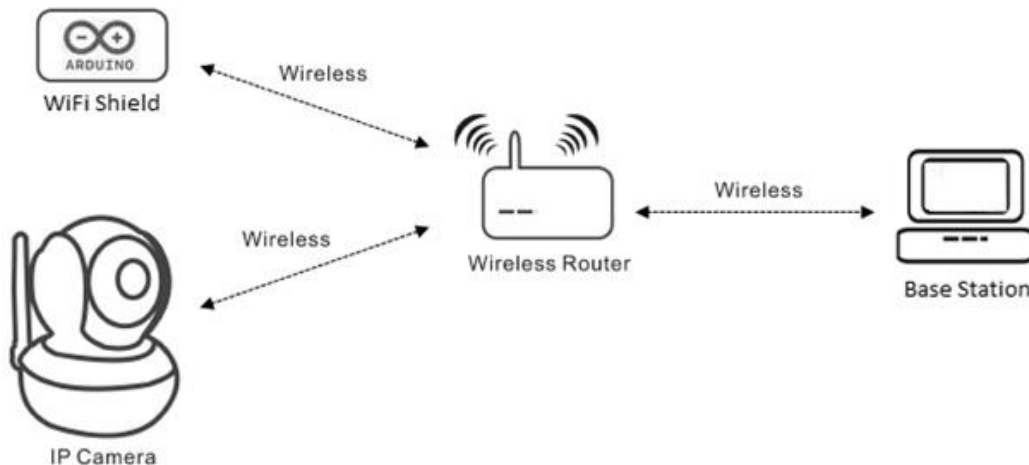 ARDUINO
WiFi Shield
Wireless
Wireless
Wireless
Wireless Router
Base Station
IP Camera